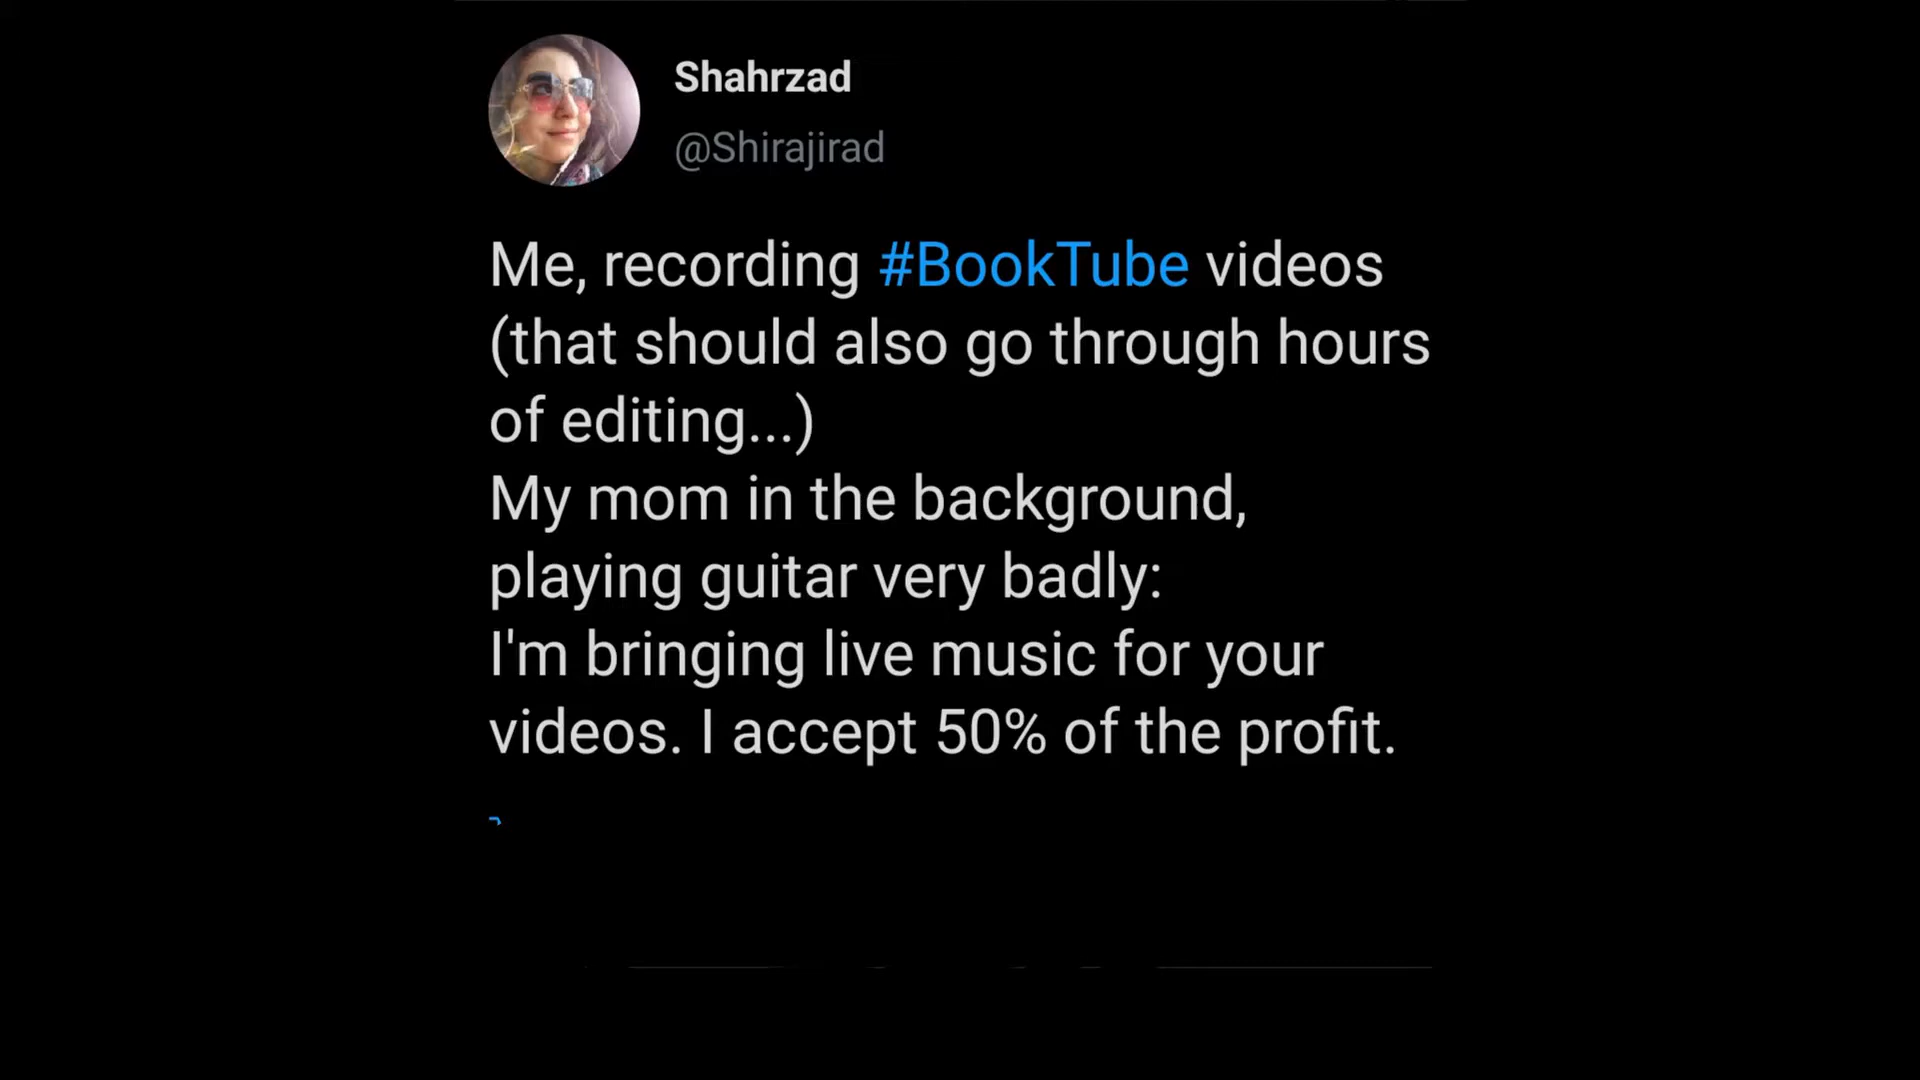 Shahrzad
@Shirajirad
Me, recording #BookTube videos
(that should also go through hours
of editing...)
My mom in the background,
playing guitar very badly:
I'm bringing live music for your
videos. I accept 50% of the profit.